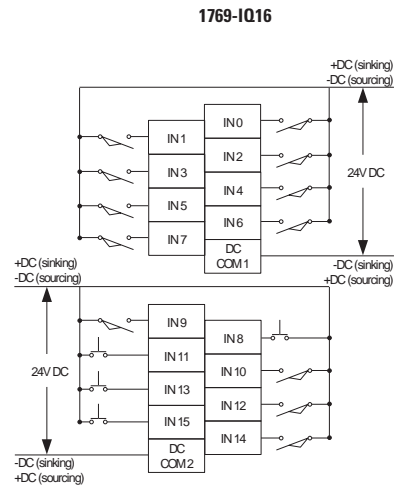 1769-IQ16
+DC (sinking)
-DC (sourcing)
IN 0
IN 1
IN 2
IN 3
24V DC
IN 4
IN 5
IN 6
IN 7
DC
COM 1
+DC (sinking)
-DC (sourcing)
-DC (sinking)
+DC (sourcing)
IN 9
IN 8
IN 11
24V DC
IN 10
IN 13
IN 12
IN 15
IN 14
DC
COM 2
-DC (sinking)
+DC (sourcing)